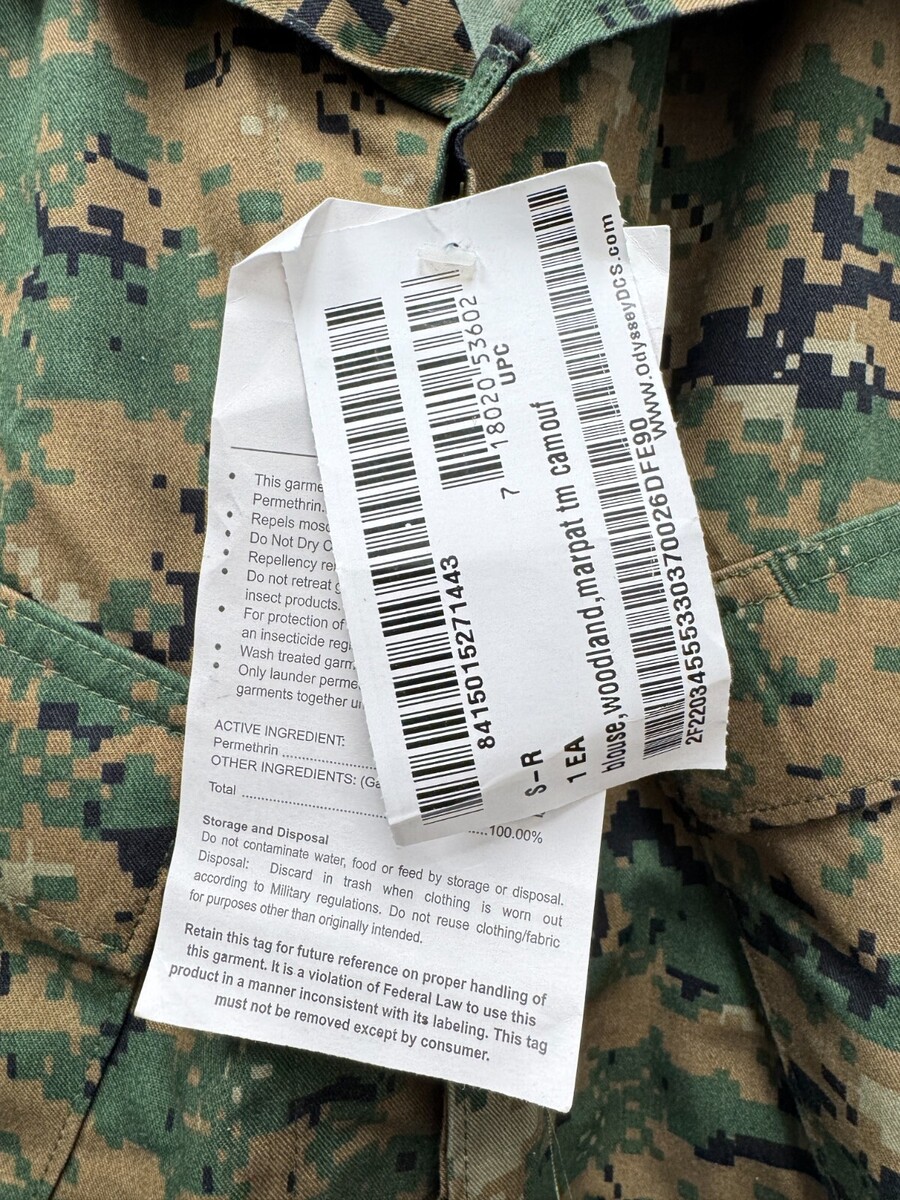 8415015271443
7 18020 53602
UPC
S-R
1 EA
blouse,woodland,marpat tm camouf
2F22034555330370026DFE90
www.odysseyDCS.com
• This garme
Permethrin.
• Repels mosq
• Do Not Dry C
• Repellency re
• Do not retreat g
insect products.
• For protection of
an insecticide regi
• Wash treated garm
• Only launder perme
garments together u
ACTIVE INGREDIENT:
Permethrin
OTHER INGREDIENTS: (Ga
Total ..........100.00%
Storage and Disposal
Do not contaminate water, food or feed by storage or disposal.
Disposal: Discard in trash when clothing is worn out
according to Military regulations. Do not reuse clothing/fabric
for purposes other than originally intended.
Retain this tag for future reference on proper handling of
this garment. It is a violation of Federal Law to use this
product in a manner inconsistent with its labeling. This tag
must not be removed except by consumer.